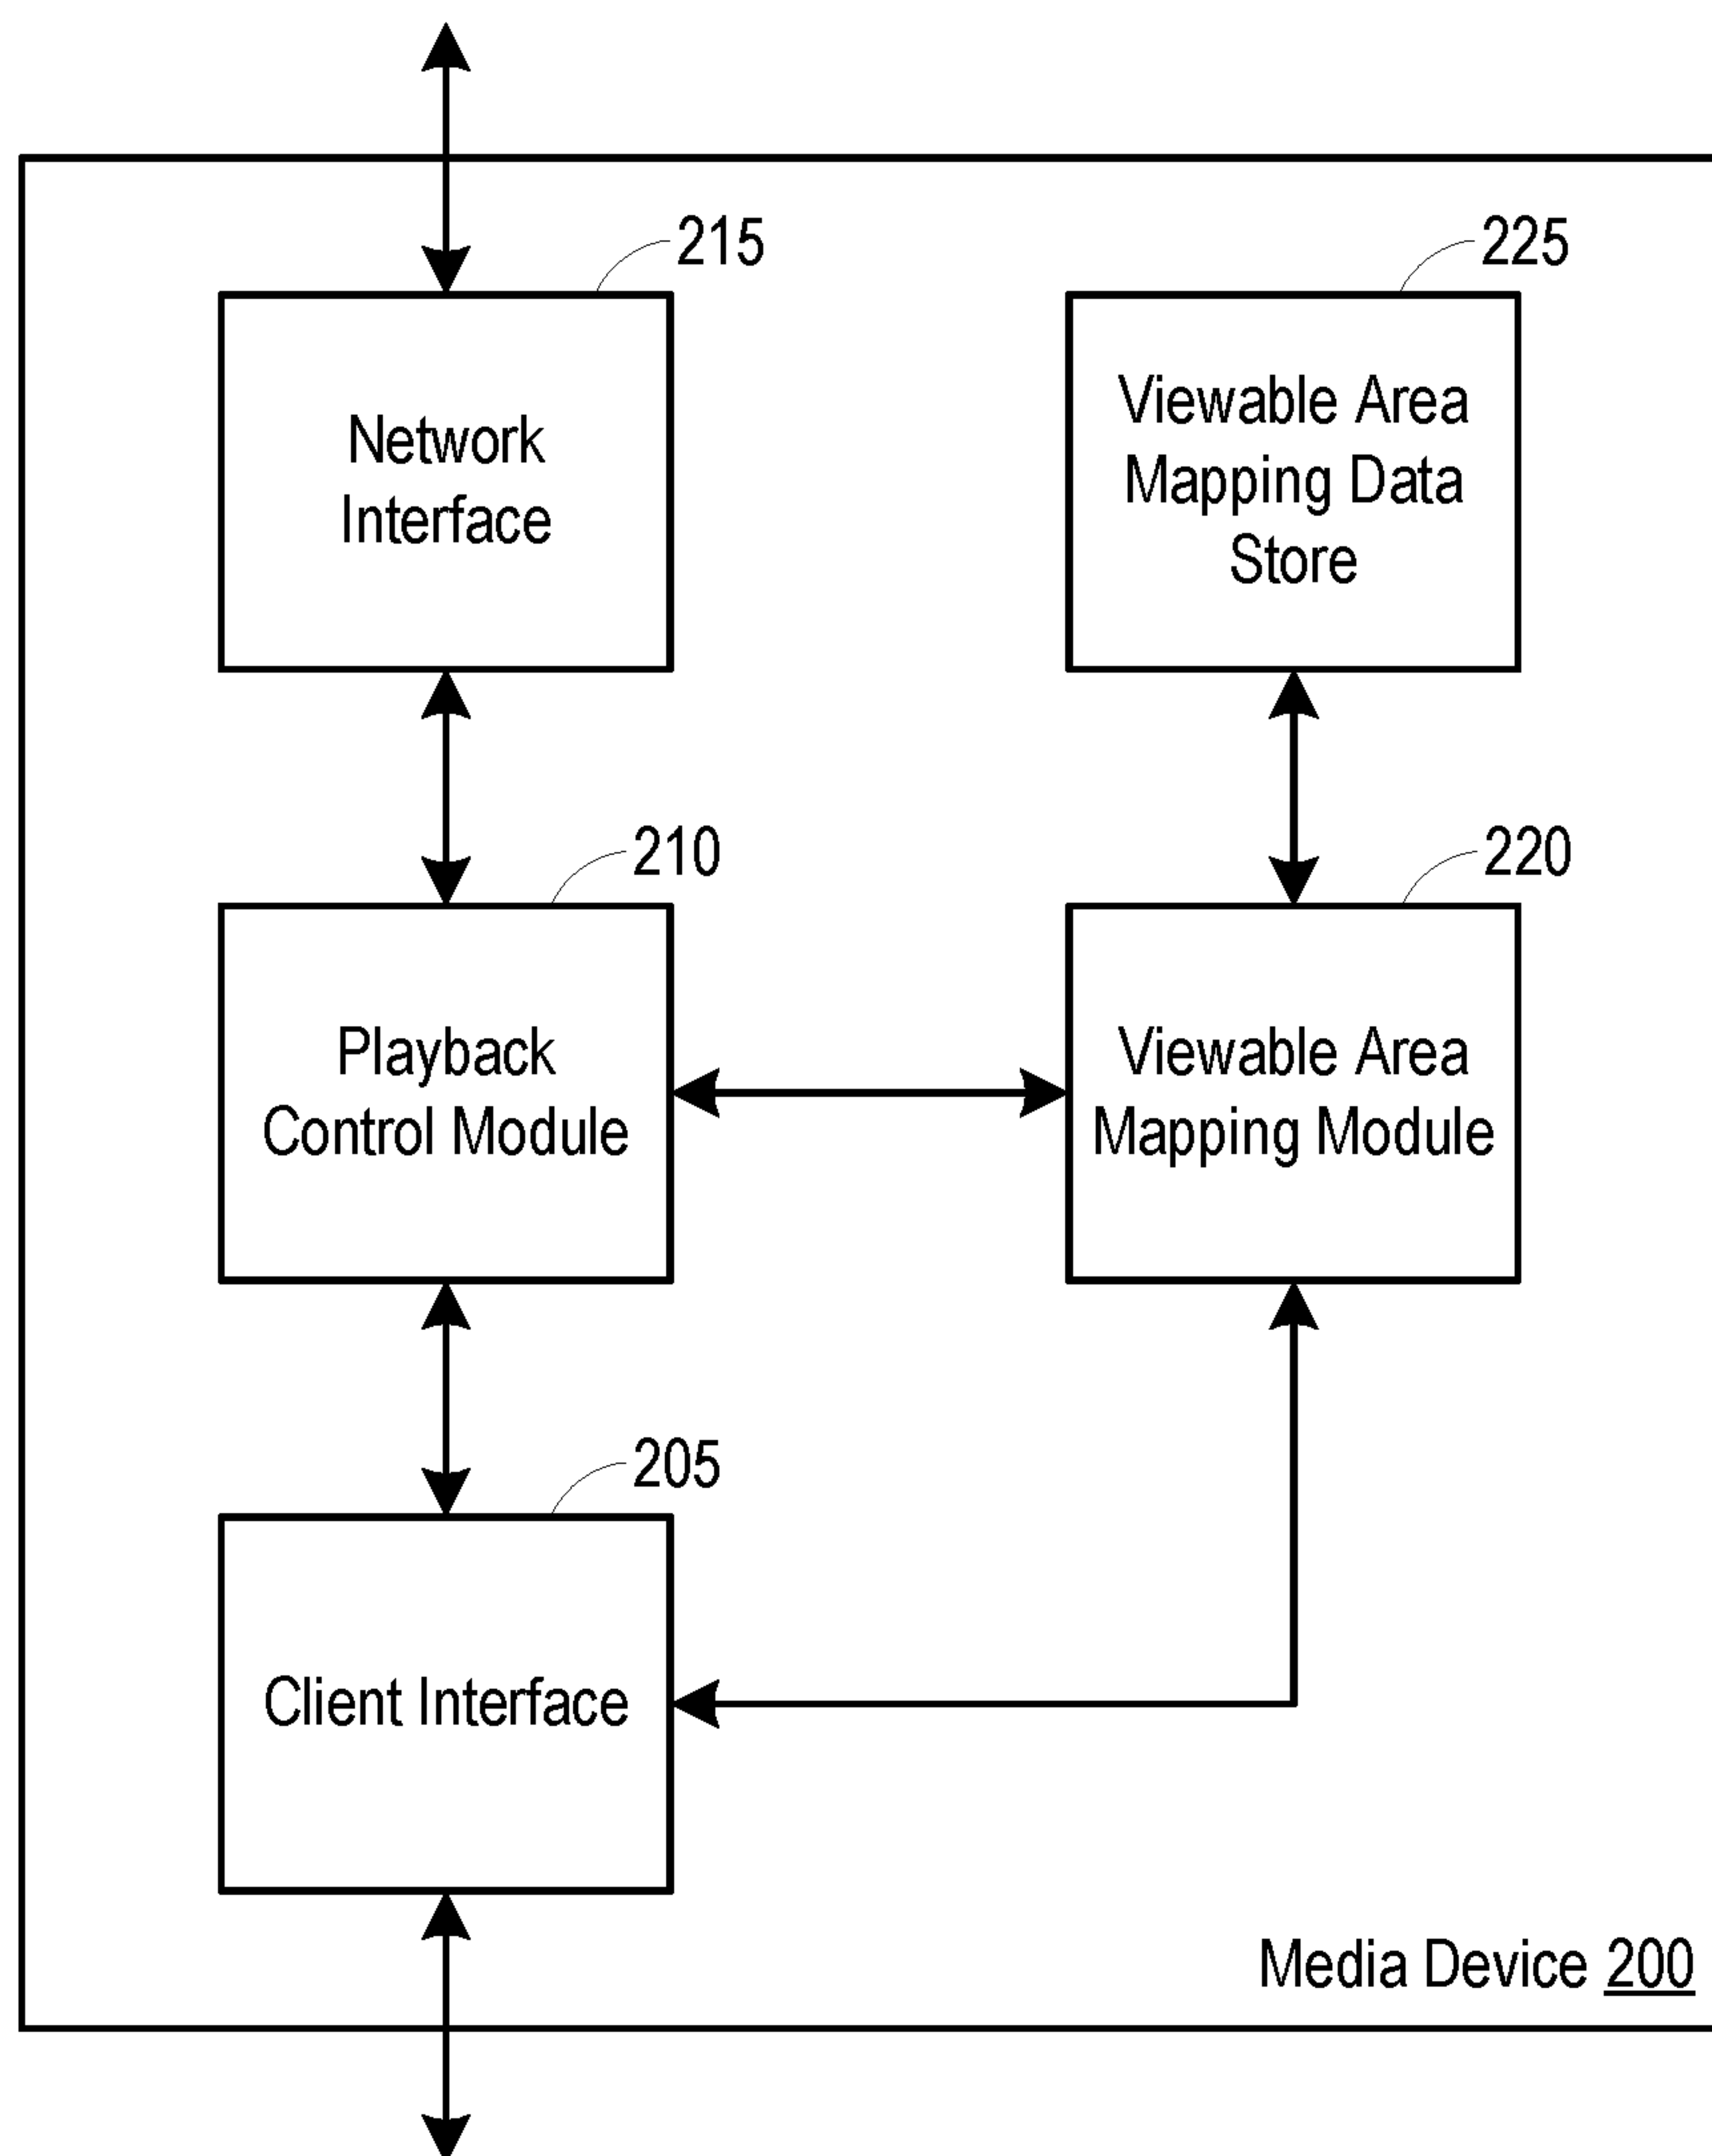 215
Network
Interface
225
Viewable Area
Mapping Data
Store
210
Playback
Control Module
220
Viewable Area
Mapping Module
205
Client Interface
Media Device 200